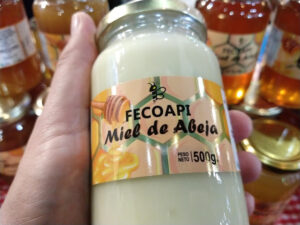 FECOAPI
Miel de Abeja
PESO
NETO 500g